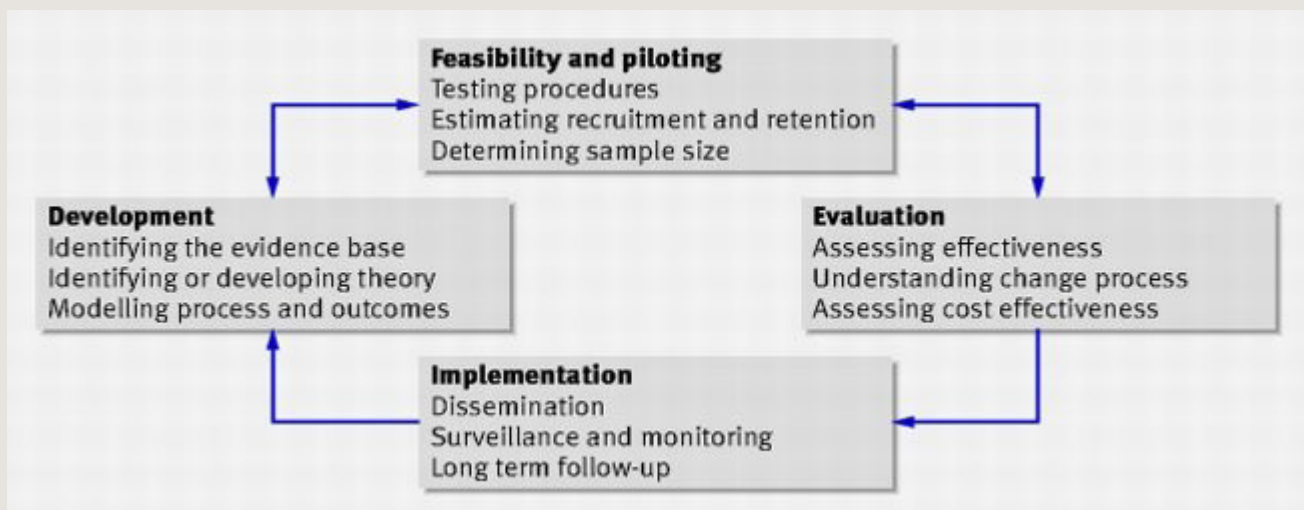 Feasibility and piloting
Testing procedures
Estimating recruitment and retention
Determining sample size
Development
Identifying the evidence base
Identifying or developing theory
Modelling process and outcomes
Evaluation
Assessing effectiveness
Understanding change process
Assessing cost effectiveness
Implementation
Dissemination
Surveillance and monitoring
Long term follow-up